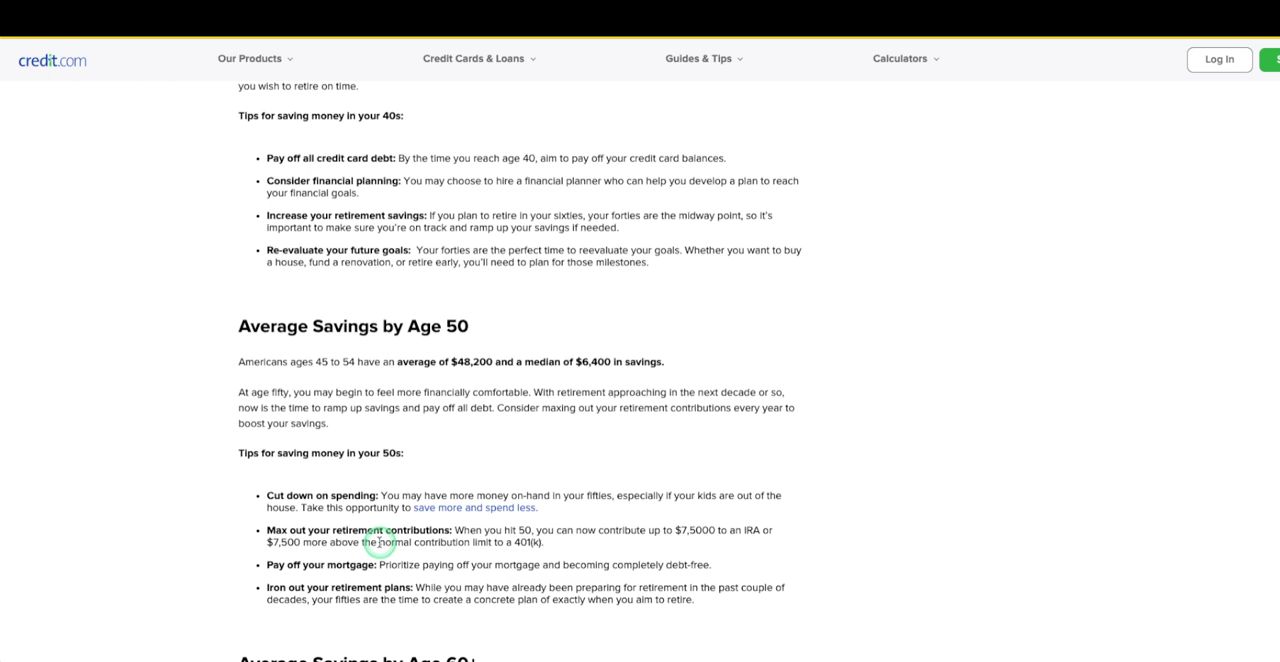 credit.com
Our Products
Credit Cards & Loans
Guides & Tips
Calculators
Log In
S
you wish to retire on time.
Tips for saving money in your 40s:
• Pay off all credit card debt: By the time you reach age 40, aim to pay off your credit card balances.
• Consider financial planning: You may choose to hire a financial planner who can help you develop a plan to reach
your financial goals.
• Increase your retirement savings: If you plan to retire in your sixties, your forties are the midway point, so it's
important to make sure you're on track and ramp up your savings if needed.
• Re-evaluate your future goals: Your forties are the perfect time to reevaluate your goals. Whether you want to buy
a house, fund a renovation, or retire early, you'll need to plan for those milestones.
Average Savings by Age 50
Americans ages 45 to 54 have an average of $48,200 and a median of $6,400 in savings.
At age fifty, you may begin to feel more financially comfortable. With retirement approaching in the next decade or so,
now is the time to ramp up savings and pay off all debt. Consider maxing out your retirement contributions every year to
boost your savings.
Tips for saving money in your 50s:
• Cut down on spending: You may have more money on-hand in your fifties, especially if your kids are out of the
house. Take this opportunity to save more and spend less.
• Max out your retirement contributions: When you hit 50, you can now contribute up to $7,5000 to an IRA or
$7,500 more above the normal contribution limit to a 401(k).
• Pay off your mortgage: Prioritize paying off your mortgage and becoming completely debt-free.
• Iron out your retirement plans: While you may have already been preparing for retirement in the past couple of
decades, your fifties are the time to create a concrete plan of exactly when you aim to retire.
Average Savings by Age 60+